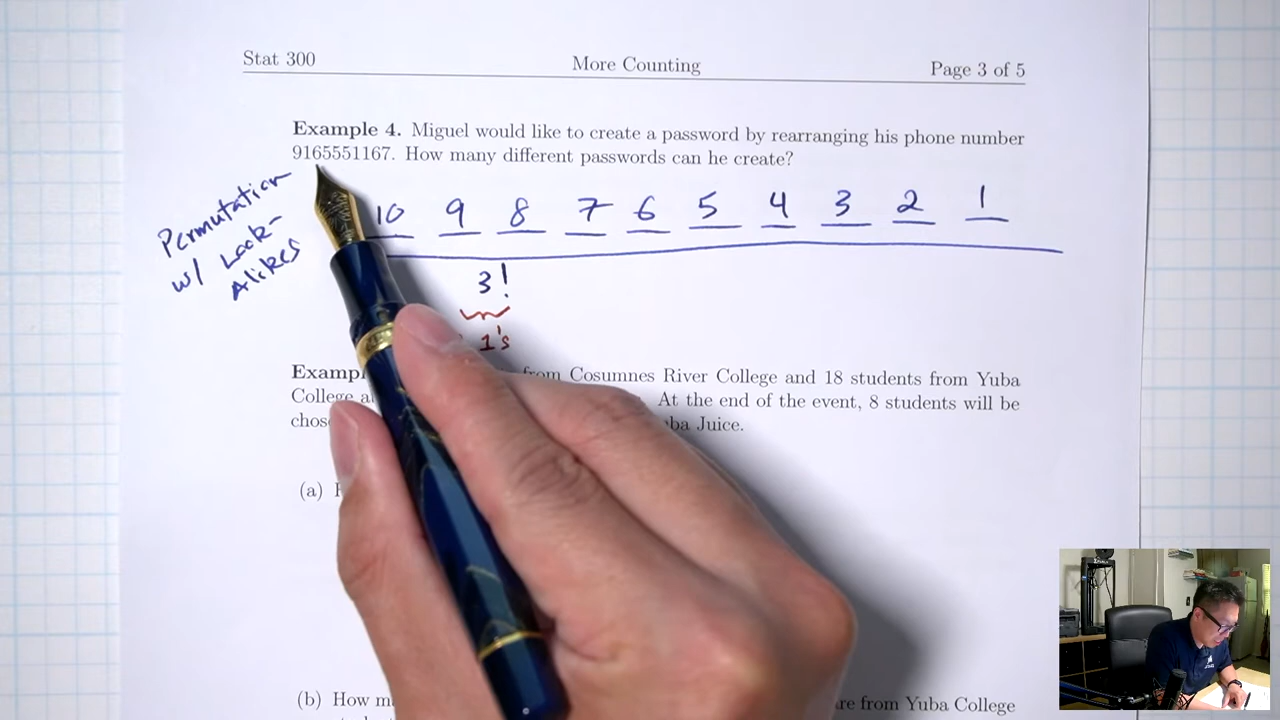 Stat 300 More Counting Page 3 of 5
Example 4. Miguel would like to create a password by rearranging his phone number
9165551167. How many different passwords can he create?
Permutation
w/ Look-
Alikes
10 9 8 7 6 5 4 3 2 1
3!
1's
from Cosumnes River College and 18 students from Yuba
College At the end of the event, 8 students will be
Juice.
(a)
(b) How are from Yuba College